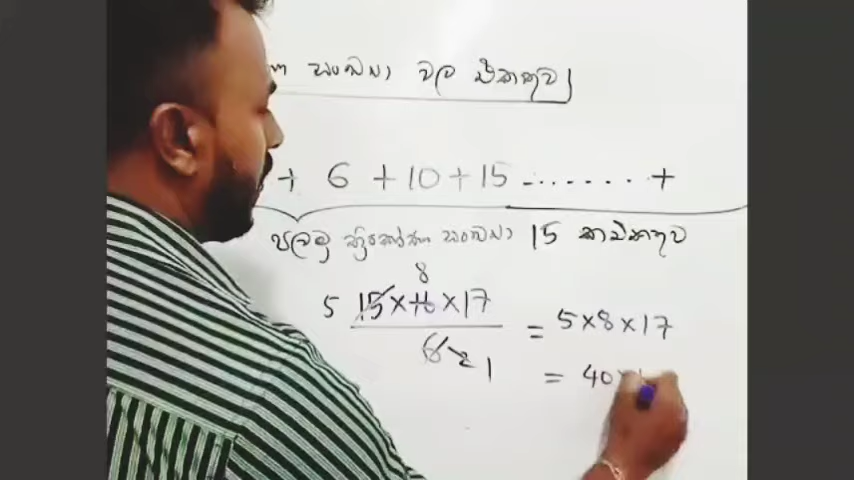 සංඛ්‍යා වල ඓක්‍යය
+ 6 + 10 + 15 ........ +
පළමු ත්‍රිකෝණ සංඛ්‍යා 15 ක ඓක්‍යය
8
5 15 × 16 × 17 = 5 × 8 × 17
6 2 1
= 40 ×